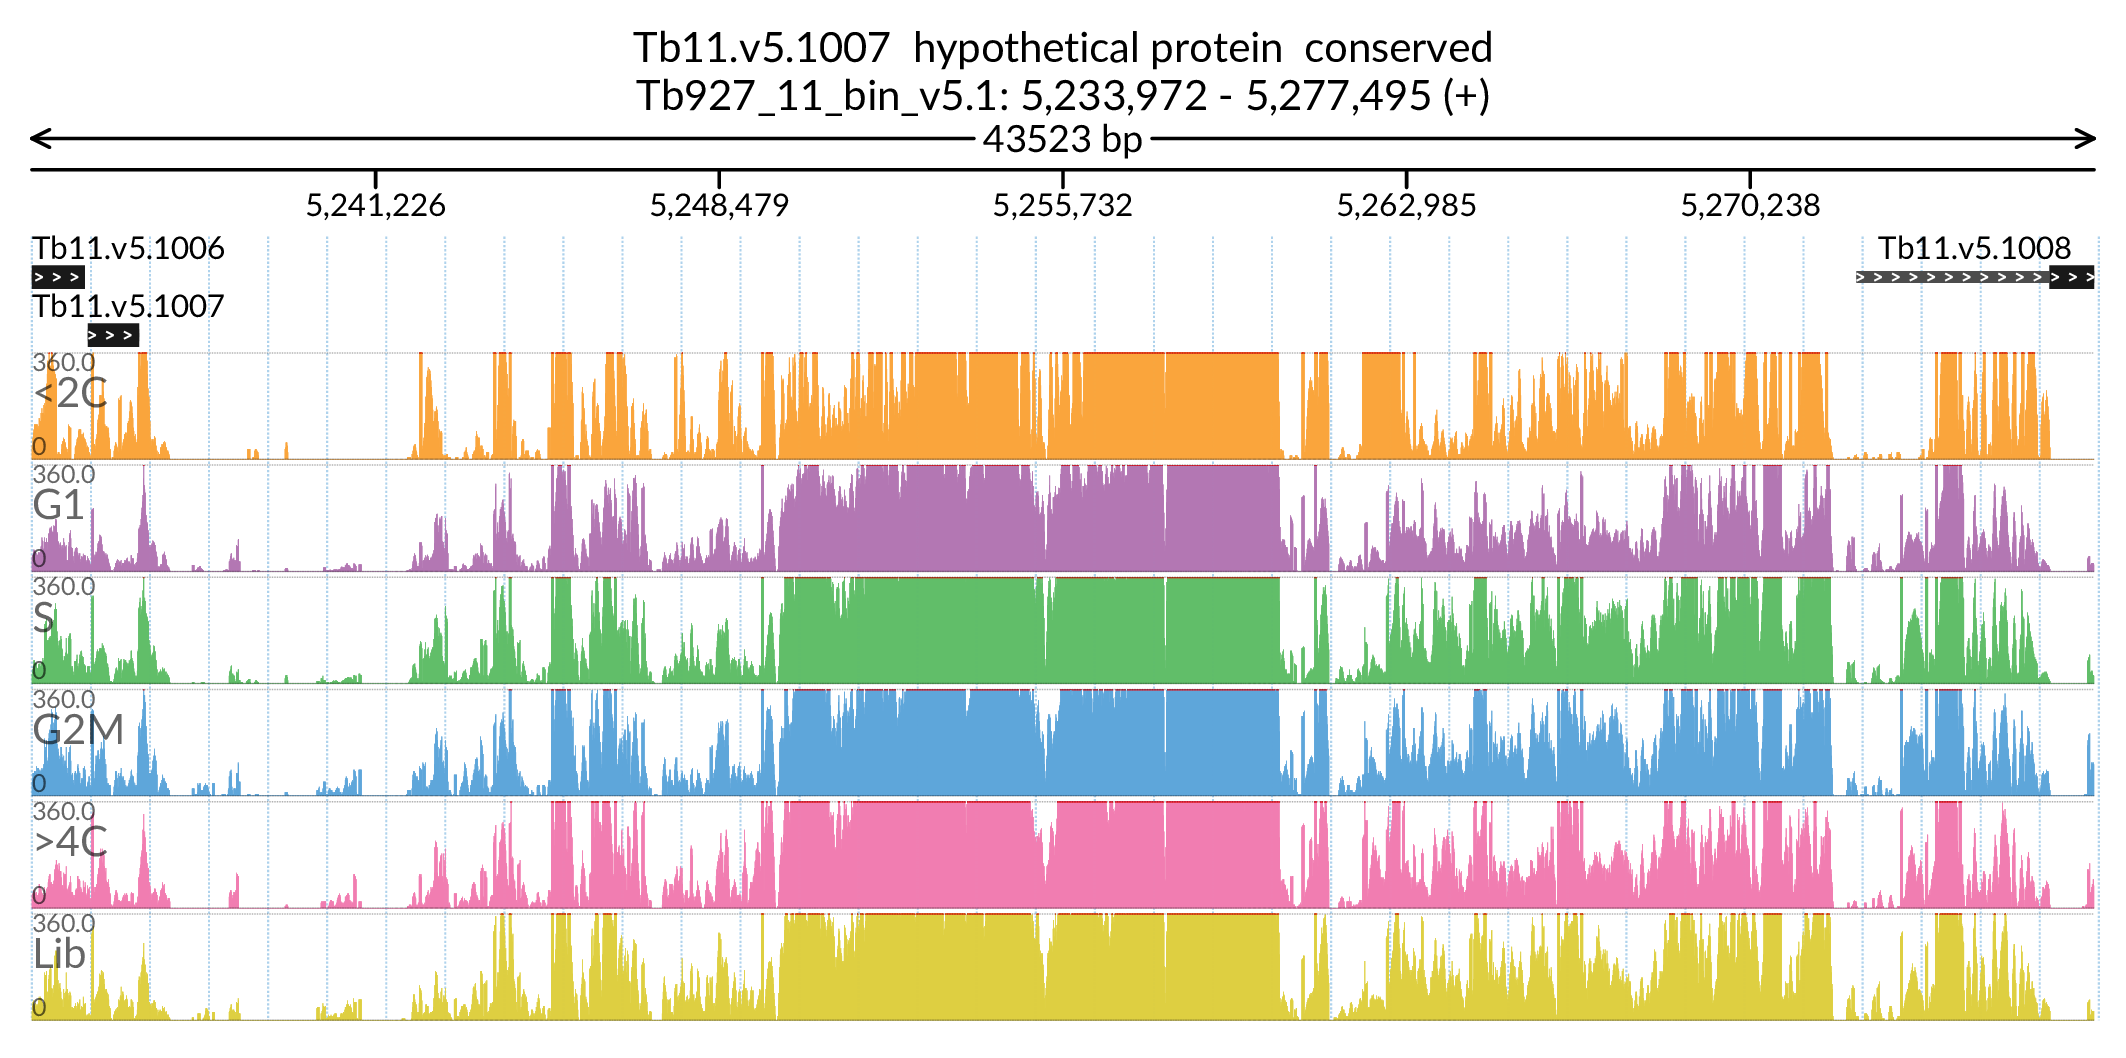 Tb11.v5.1007  hypothetical protein  conserved
Tb927_11_bin_v5.1: 5,233,972 - 5,277,495 (+)
43523 bp
5,241,226 5,248,479 5,255,732 5,262,985 5,270,238
Tb11.v5.1006 Tb11.v5.1008
Tb11.v5.1007
360.0
<2C
0
360.0
G1
0
360.0
S
0
360.0
G2M
0
360.0
>4C
0
360.0
Lib
0